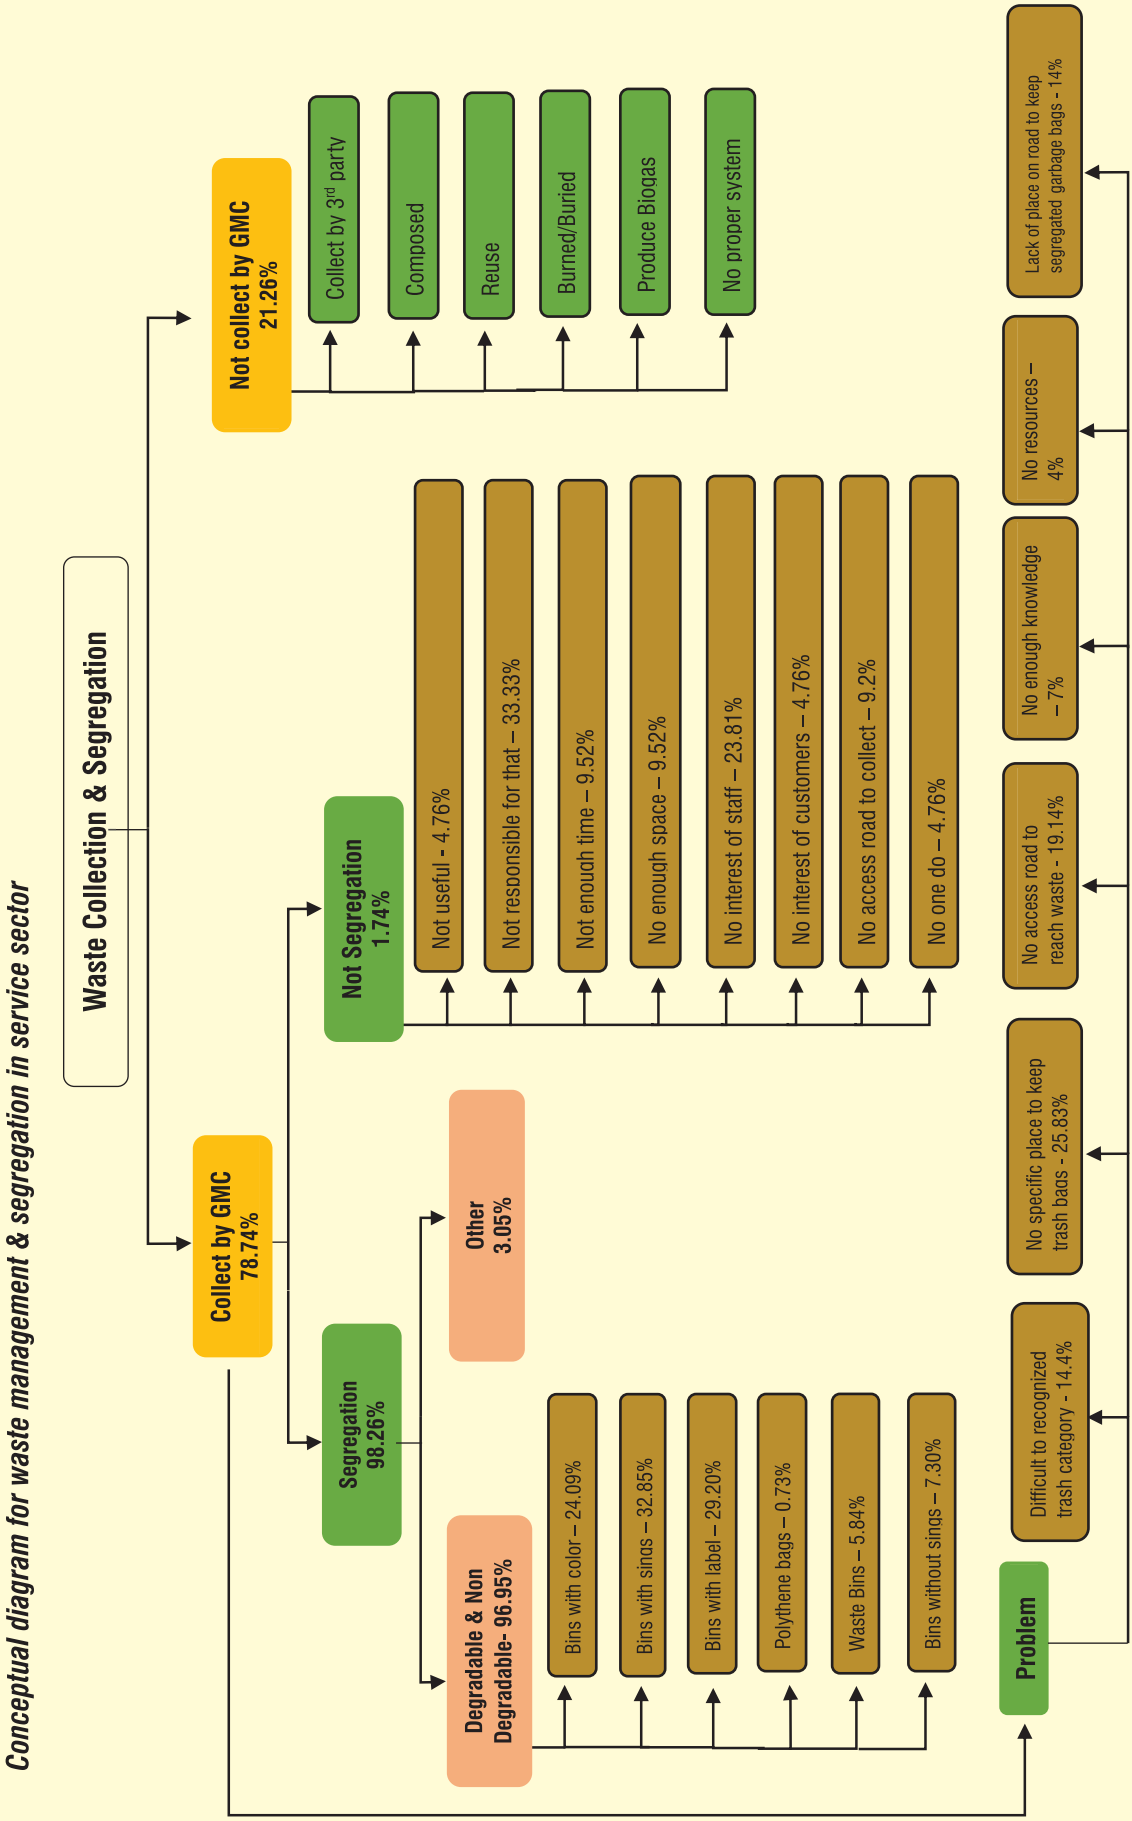 Conceptual diagram for waste management & segregation in service sector
Waste Collection & Segregation
Collect by GMC
78.74%
Not collect by GMC
21.26%
Segregation
98.26%
Not Segregation
1.74%
Degradable & Non
Degradable- 96.95%
Other
3.05%
Bins with color – 24.09%
Bins with sings – 32.85%
Bins with label – 29.20%
Polythene bags – 0.73%
Waste Bins – 5.84%
Bins without sings – 7.30%
Not useful - 4.76%
Not responsible for that – 33.33%
Not enough time – 9.52%
No enough space – 9.52%
No interest of staff – 23.81%
No interest of customers – 4.76%
No access road to collect – 9.2%
No one do – 4.76%
Collect by 3rd party
Composed
Reuse
Burned/Buried
Produce Biogas
No proper system
Problem
Difficult to recognized
trash category - 14.4%
No specific place to keep
trash bags - 25.83%
No access road to
reach waste - 19.14%
No enough knowledge
– 7%
No resources –
4%
Lack of place on road to keep
segregated garbage bags - 14%